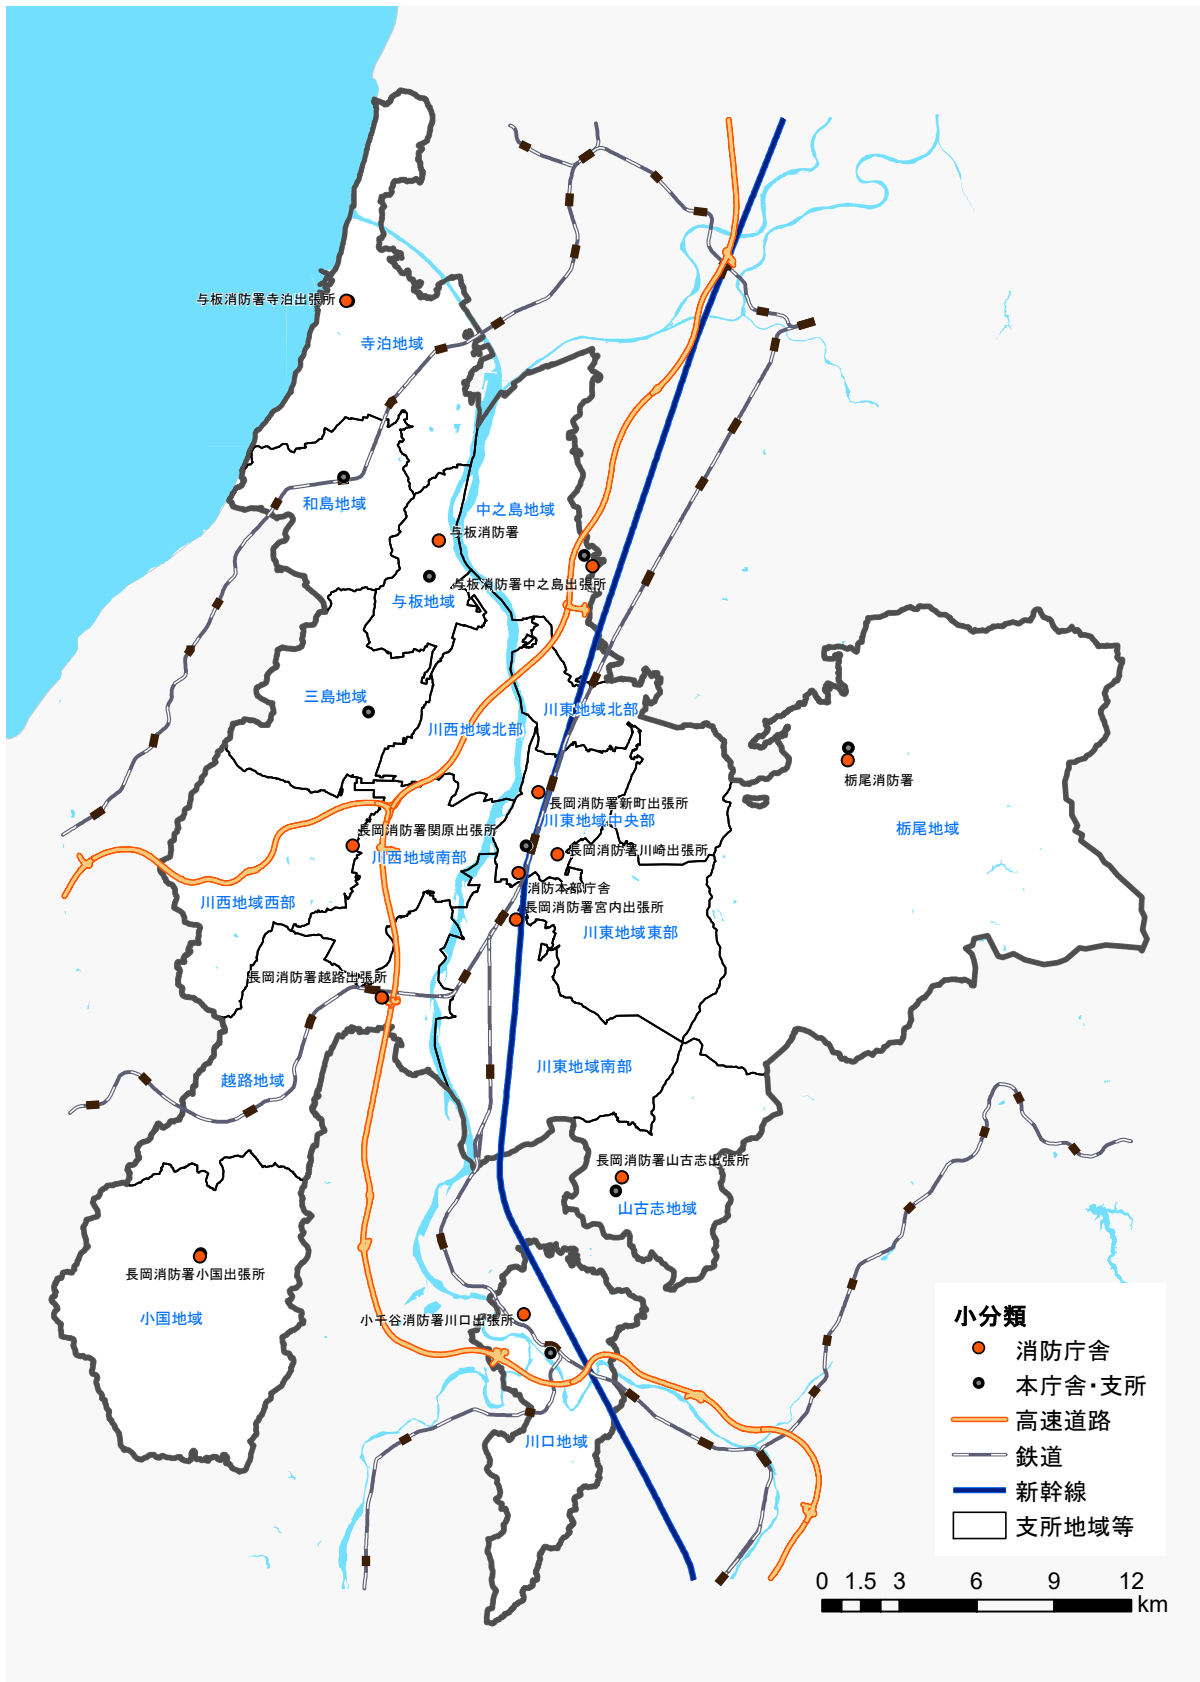 与板消防署寺泊出張所
寺泊地域
和島地域
中之島地域
与板消防署
与板消防署中之島出張所
与板地域
三島地域
川東地域北部
川西地域北部
栃尾消防署
長岡消防署新町出張所
川東地域中央部
栃尾地域
長岡消防署関原出張所
長岡消防署川崎出張所
川西地域南部
消防本部庁舎
川西地域西部
長岡消防署宮内出張所
川東地域東部
長岡消防署越路出張所
川東地域南部
越路地域
長岡消防署山古志出張所
山古志地域
長岡消防署小国出張所
小国地域
小千谷消防署川口出張所
川口地域
小分類
消防庁舎
本庁舎・支所
高速道路
鉄道
新幹線
支所地域等
0 1.5 3 6 9 12
km